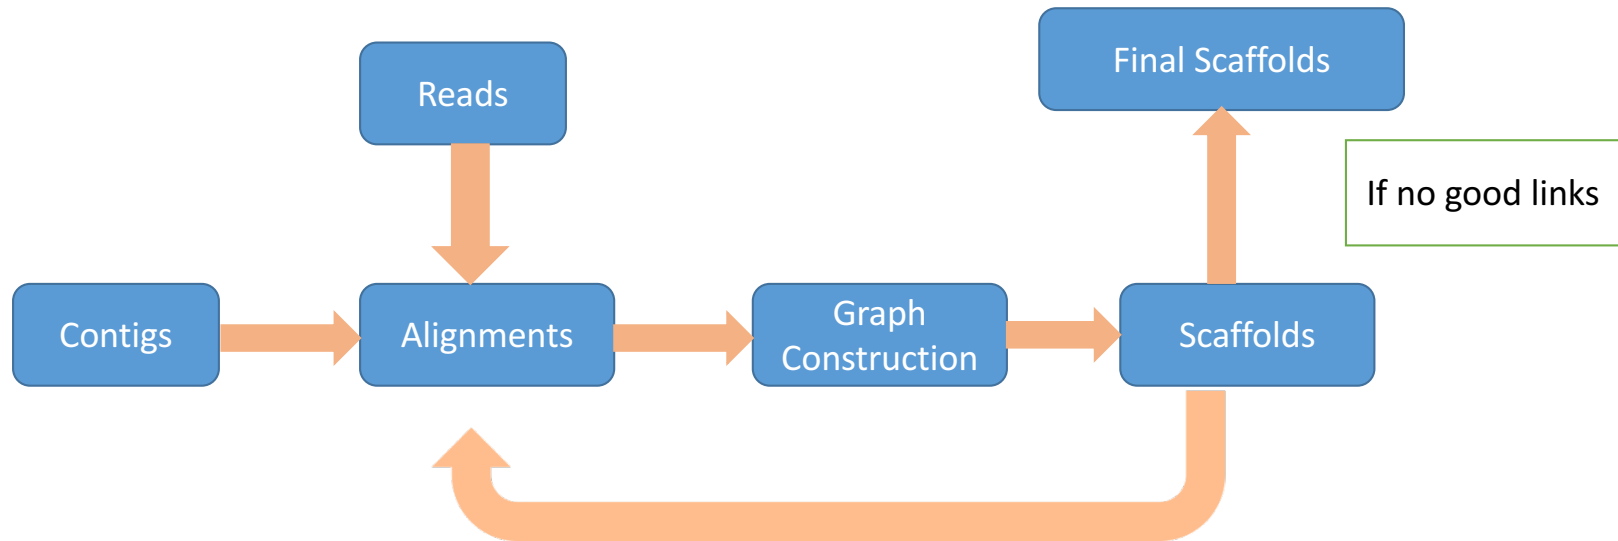 Final Scaffolds
Reads
If no good links
Contigs
Alignments
Graph
Construction
Scaffolds